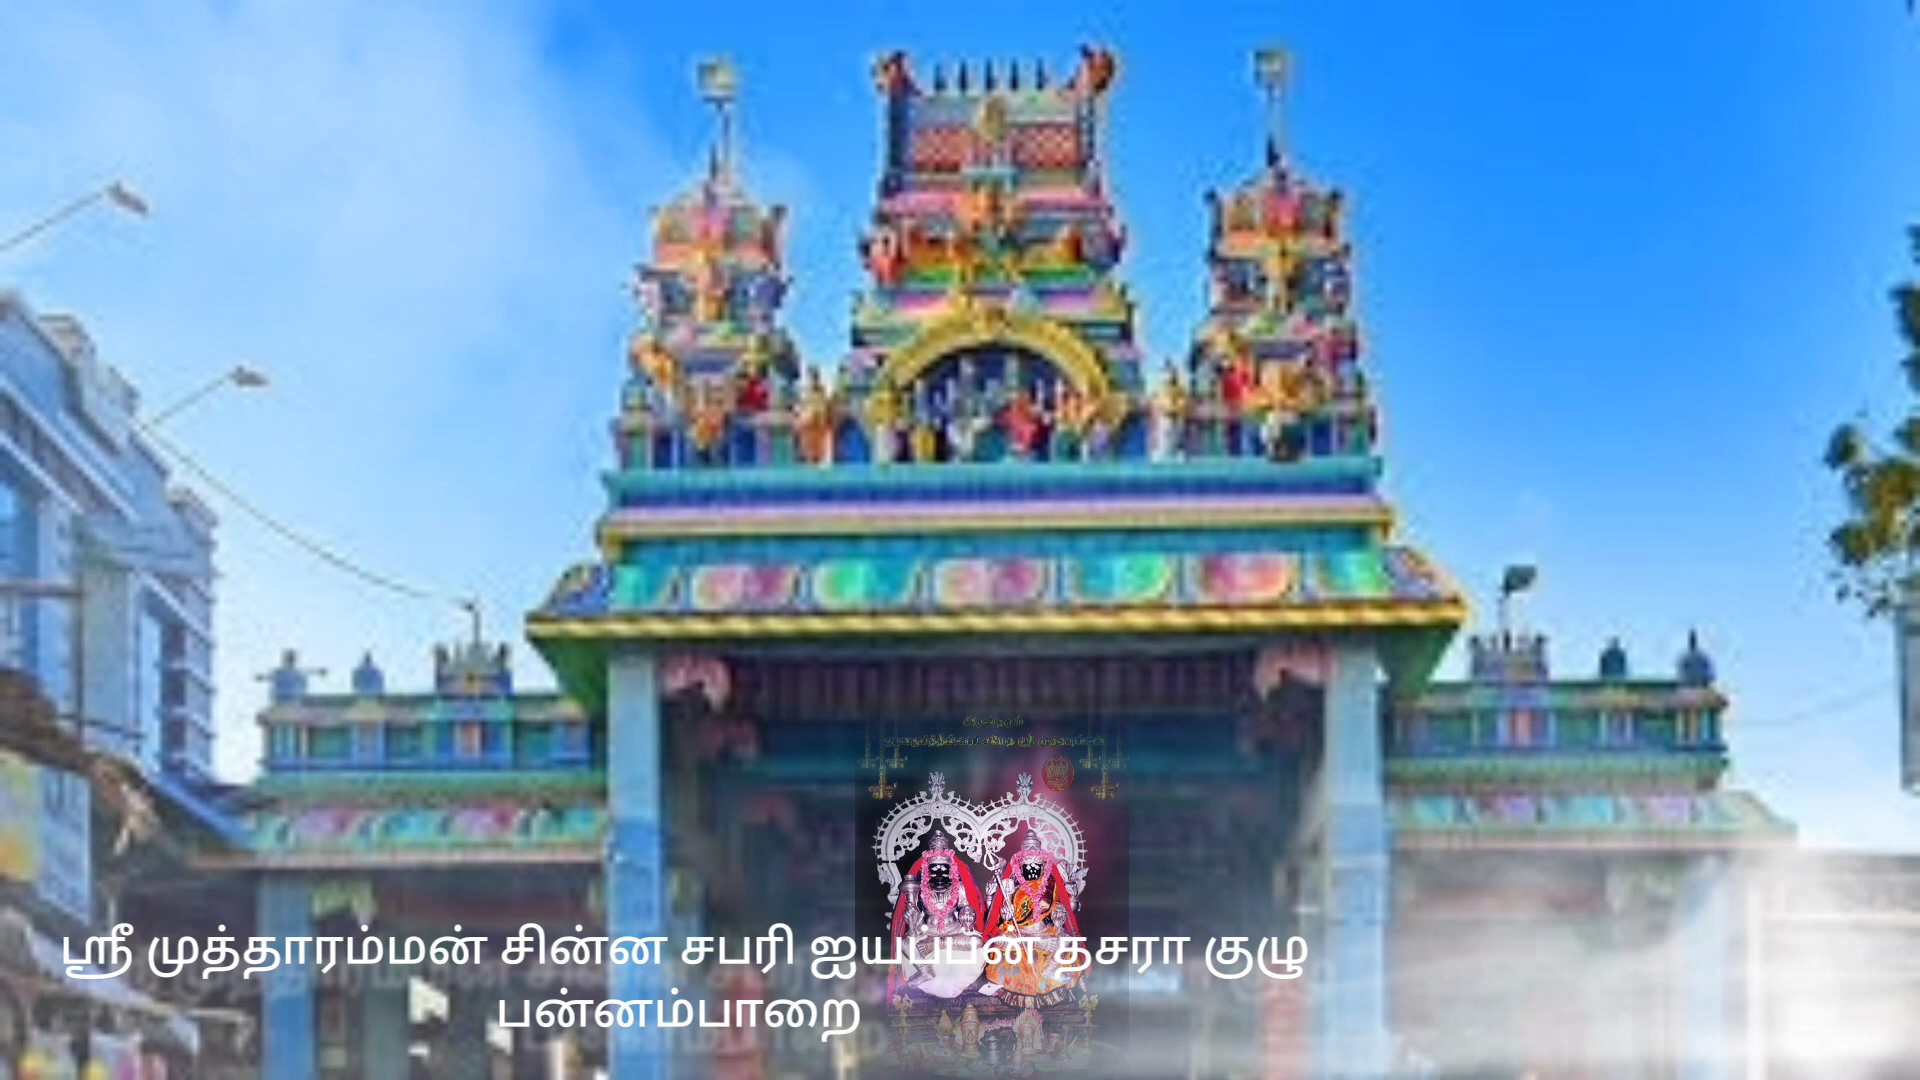 ஸ்ரீ முத்தாரம்மன் சின்ன சபரி ஐயப்பன் தசரா குழு
பன்னம்பாறை